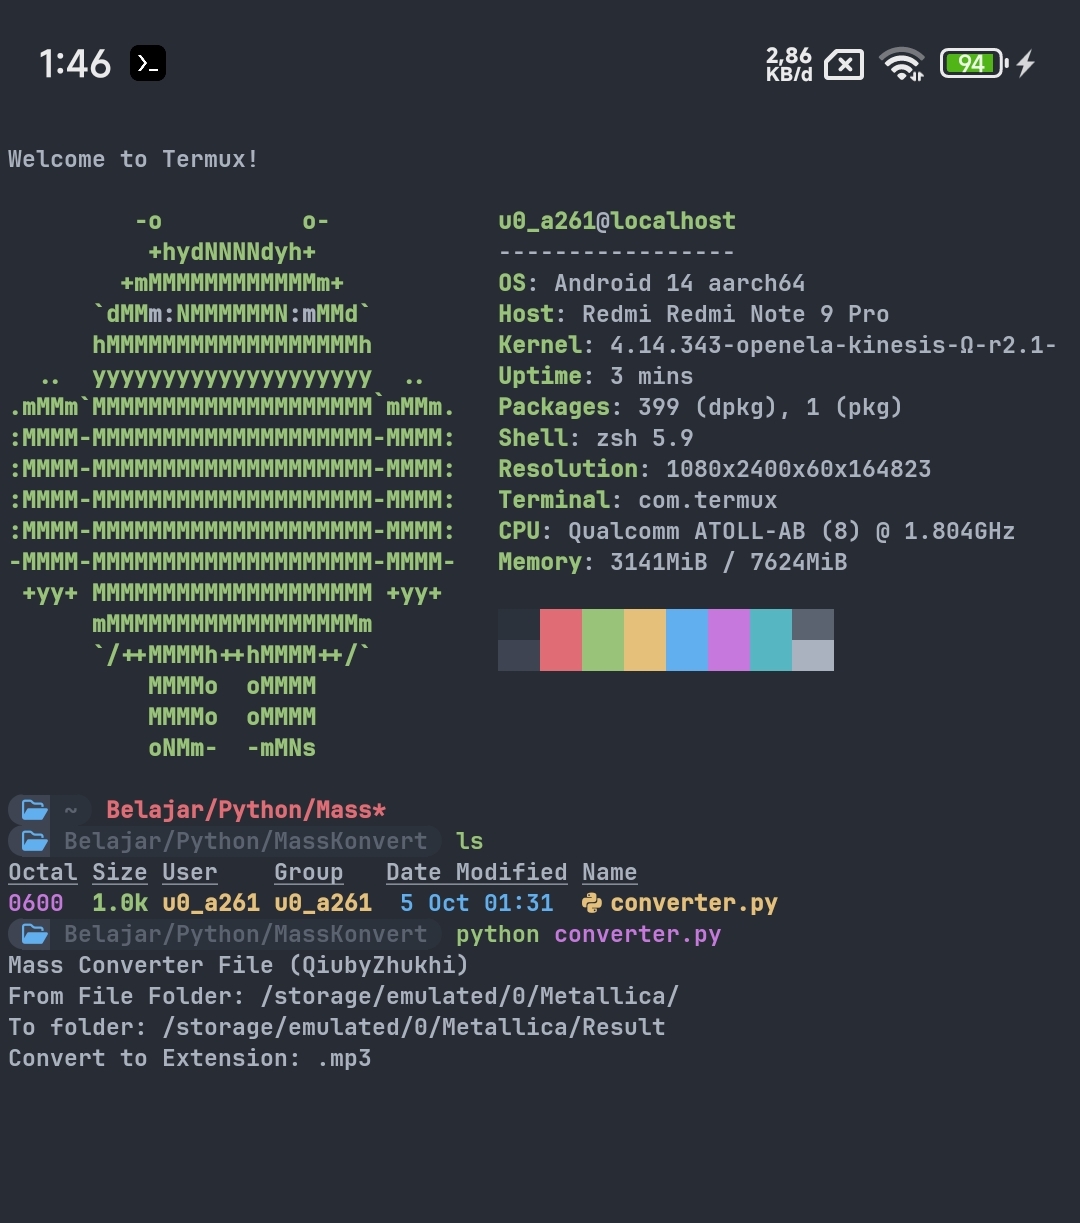 1:46 2,86 KB/d 94
Welcome to Termux!
-o          o-
+hydNNNNdyh+
+mMMMMMMMMMMMMm+
`dMMm:NMMMMMMN:mMMd`
hMMMMMMMMMMMMMMMMMMh
..  yyyyyyyyyyyyyyyyyyyy  ..
.mMMm`MMMMMMMMMMMMMMMMMMMM`mMMm.
:MMMM-MMMMMMMMMMMMMMMMMMMM-MMMM:
:MMMM-MMMMMMMMMMMMMMMMMMMM-MMMM:
:MMMM-MMMMMMMMMMMMMMMMMMMM-MMMM:
:MMMM-MMMMMMMMMMMMMMMMMMMM-MMMM:
-MMMM-MMMMMMMMMMMMMMMMMMMM-MMMM-
+yy+ MMMMMMMMMMMMMMMMMMMM +yy+
mMMMMMMMMMMMMMMMMMMm
`/++MMMMh++hMMMM++/`
MMMMo  oMMMM
MMMMo  oMMMM
oNMm-  -mMNs
u0_a261@localhost
-----------------
OS: Android 14 aarch64
Host: Redmi Redmi Note 9 Pro
Kernel: 4.14.343-openela-kinesis-Ω-r2.1-
Uptime: 3 mins
Packages: 399 (dpkg), 1 (pkg)
Shell: zsh 5.9
Resolution: 1080x2400x60x164823
Terminal: com.termux
CPU: Qualcomm ATOLL-AB (8) @ 1.804GHz
Memory: 3141MiB / 7624MiB
~ Belajar/Python/Mass*
Belajar/Python/MassKonvert ls
Octal Size User Group Date Modified Name
0600 1.0k u0_a261 u0_a261 5 Oct 01:31 converter.py
Belajar/Python/MassKonvert python converter.py
Mass Converter File (QiubyZhukhi)
From File Folder: /storage/emulated/0/Metallica/
To folder: /storage/emulated/0/Metallica/Result
Convert to Extension: .mp3